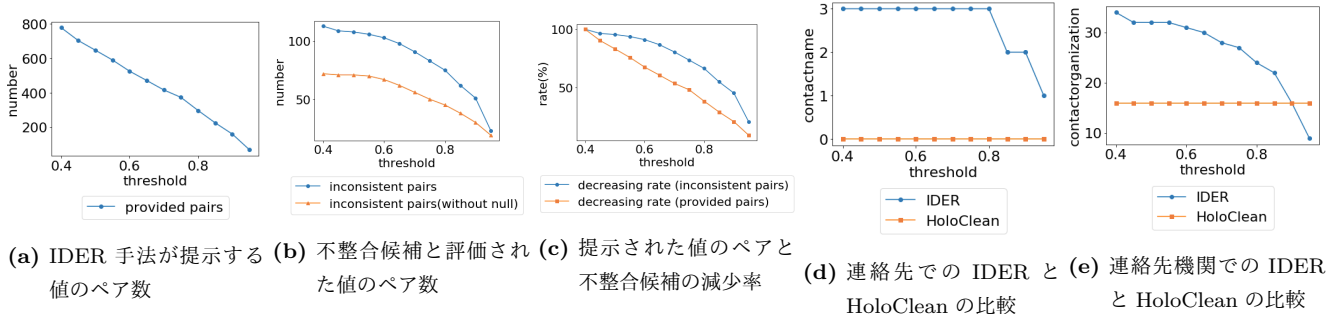 800
600
400
200
number
0.4
0.6
0.8
threshold
provided pairs
(a) IDER 手法が提示する
値のペア数
100
50
number
0.4
0.6
0.8
threshold
inconsistent pairs
inconsistent pairs(without null)
(b) 不整合候補と評価され
た値のペア数
100
50
rate(%)
0.4
0.6
0.8
threshold
decreasing rate (inconsistent pairs)
decreasing rate (provided pairs)
(c) 提示された値のペアと
不整合候補の減少率
3
2
1
0
contactname
0.4
0.6
0.8
threshold
IDER
HoloClean
(d) 連絡先での IDER と
HoloClean の比較
30
20
10
contactorganization
0.4
0.6
0.8
threshold
IDER
HoloClean
(e) 連絡先機関での IDER
と HoloClean の比較